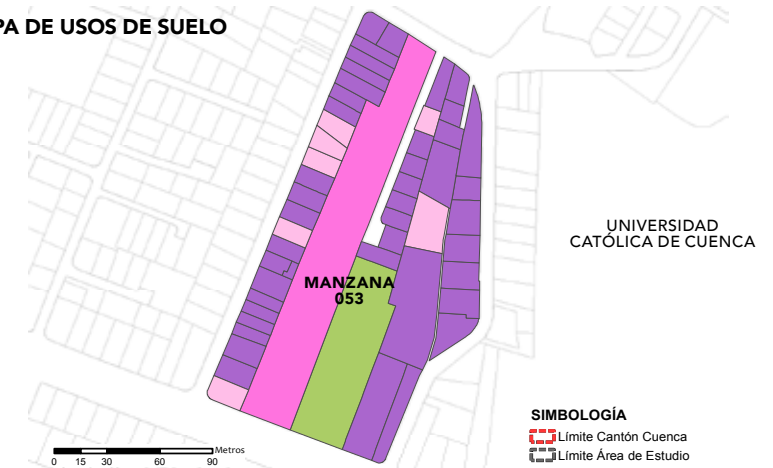 PA DE USOS DE SUELO
UNIVERSIDAD
CATÓLICA DE CUENCA
MANZANA
053
SIMBOLOGÍA
Límite Cantón Cuenca
Límite Área de Estudio
Metros
0 15 30 60 90